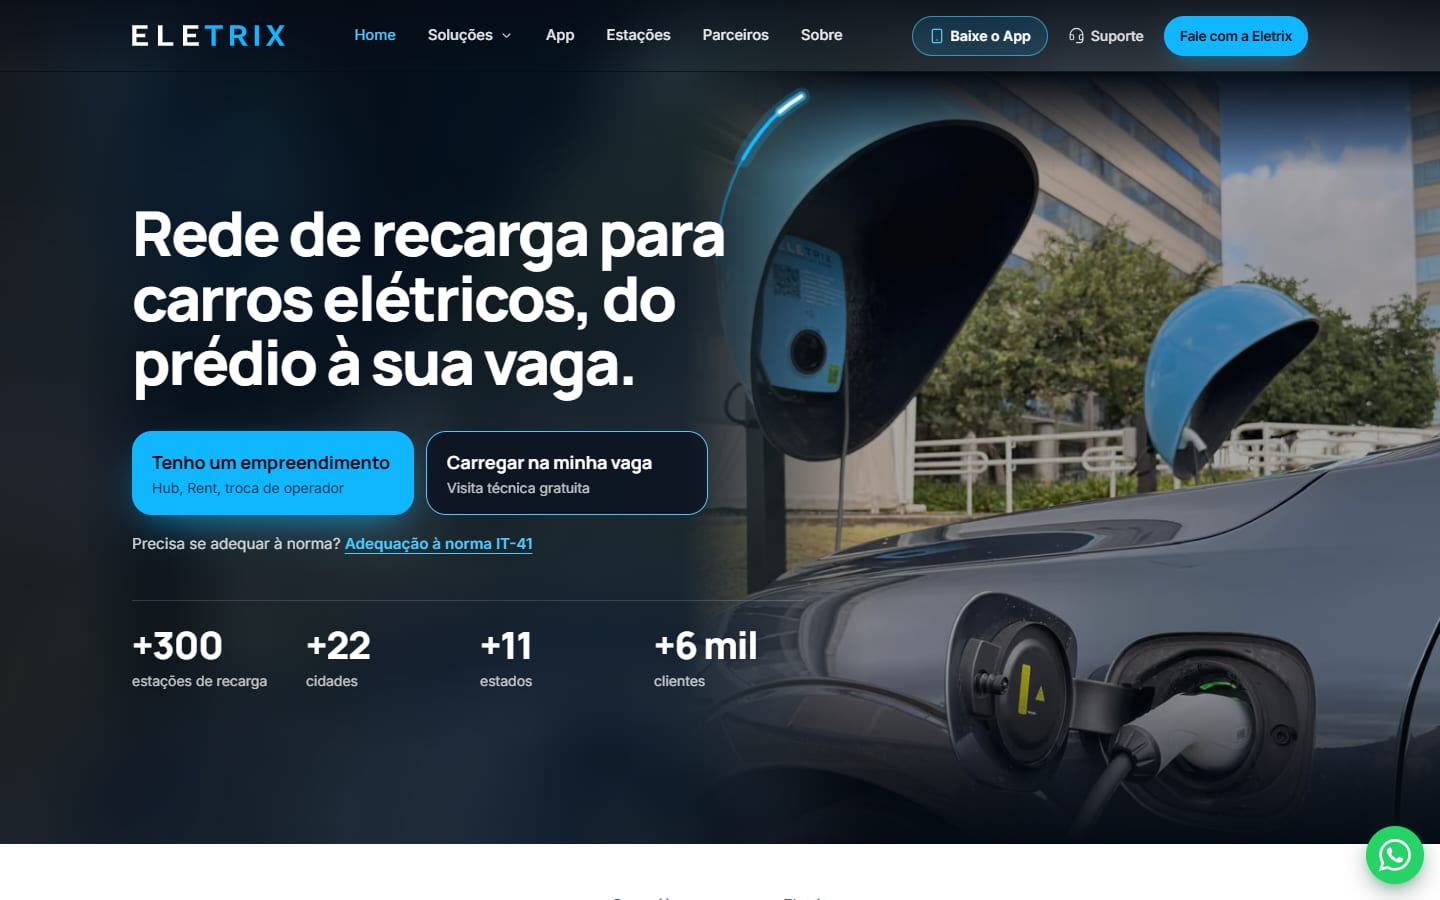 ELETRIX
Home
Soluções
App
Estações
Parceiros
Sobre
Baixe o App
Suporte
Fale com a Eletrix
ELETRIX
Rede de recarga para
carros elétricos, do
prédio à sua vaga.
Tenho um empreendimento
Hub, Rent, troca de operador
Carregar na minha vaga
Visita técnica gratuita
Precisa se adequar à norma? Adequação à norma IT-41
+300
estações de recarga
+22
cidades
+11
estados
+6 mil
clientes